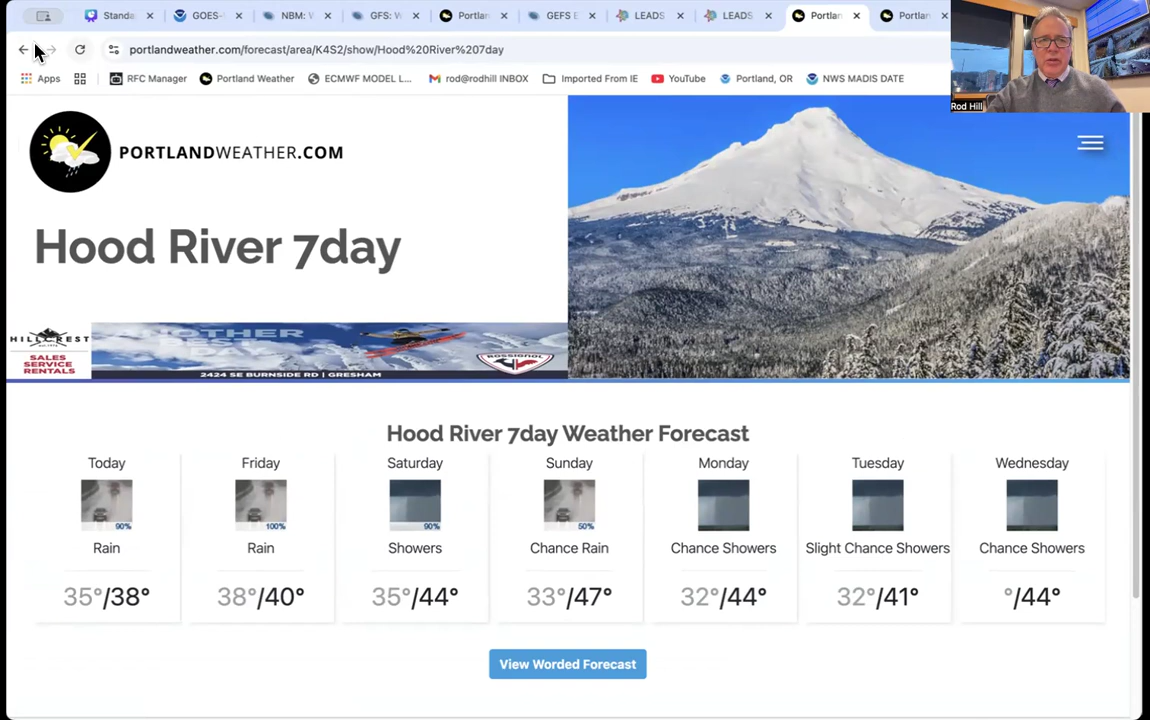 Standa
GOES-
NBM: W
GFS: W
Portlan
GEFS E
LEADS
LEADS
Portlan
Portlan
portlandweather.com/forecast/area/K4S2/show/Hood%20River%207day
Apps
RFC Manager
Portland Weather
ECMWF MODEL L...
rod@rodhill INBOX
Imported From IE
YouTube
Portland, OR
NWS MADIS DATE
Rod Hill
PORTLANDWEATHER.COM
Hood River 7day
HILLCREST
SALES
SERVICE
RENTALS
2424 SE BURNSIDE RD | GRESHAM
ROSSIGNOL
Hood River 7day Weather Forecast
Today Friday Saturday Sunday Monday Tuesday Wednesday
90% 100% 90% 50%
Rain Rain Showers Chance Rain Chance Showers Slight Chance Showers Chance Showers
35°/38° 38°/40° 35°/44° 33°/47° 32°/44° 32°/41° °/44°
View Worded Forecast